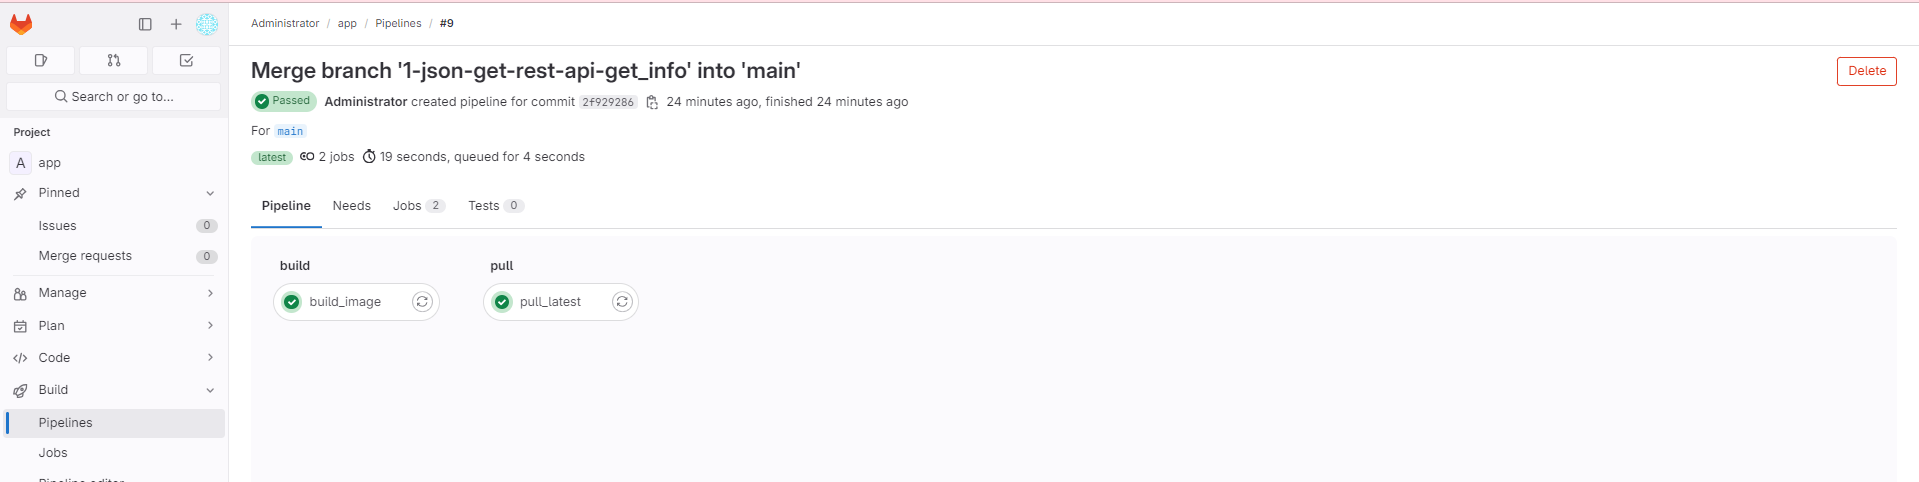 Administrator / app / Pipelines / #9
Search or go to...
Project
A app
Pinned
Issues 0
Merge requests 0
Manage
Plan
Code
Build
Pipelines
Jobs
Pipeline editor
Merge branch '1-json-get-rest-api-get_info' into 'main'
Delete
Passed Administrator created pipeline for commit 2f929286 24 minutes ago, finished 24 minutes ago
For main
latest 2 jobs 19 seconds, queued for 4 seconds
Pipeline Needs Jobs 2 Tests 0
build pull
build_image pull_latest